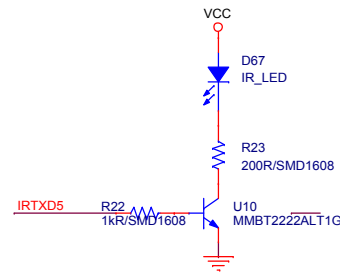 VCC
D67
IR_LED
R23
200R/SMD1608
IRTXD5
R22
1kR/SMD1608
U10
MMBT2222ALT1G